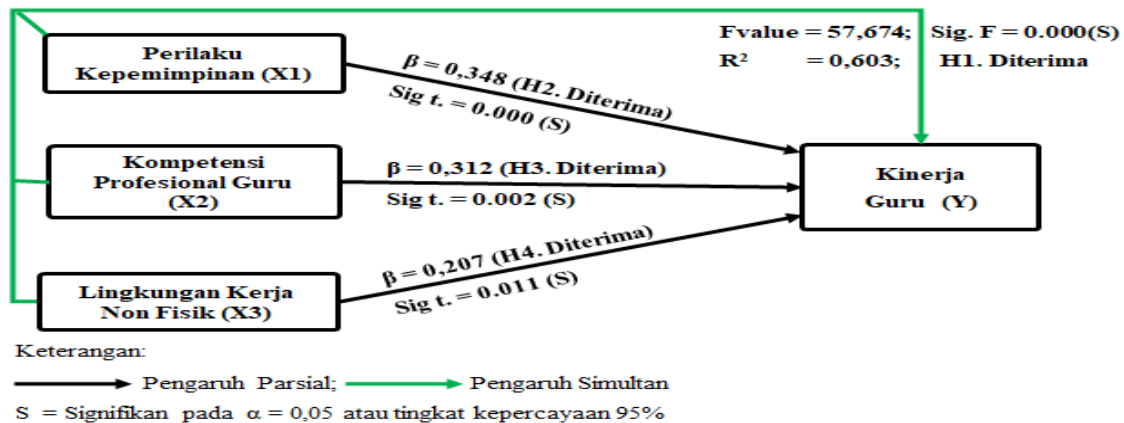 Fvalue = 57,674; Sig. F = 0.000(S)
R² = 0,603; H1. Diterima
Perilaku
Kepemimpinan (X1)
β = 0,348 (H2. Diterima)
Sig t. = 0.000 (S)
Kompetensi
Profesional Guru
(X2)
β = 0,312 (H3. Diterima)
Sig t. = 0.002 (S)
Kinerja
Guru (Y)
β = 0,207 (H4. Diterima)
Sig t. = 0.011 (S)
Lingkungan Kerja
Non Fisik (X3)
Keterangan:
Pengaruh Parsial; Pengaruh Simultan
S = Signifikan pada α = 0,05 atau tingkat kepercayaan 95%